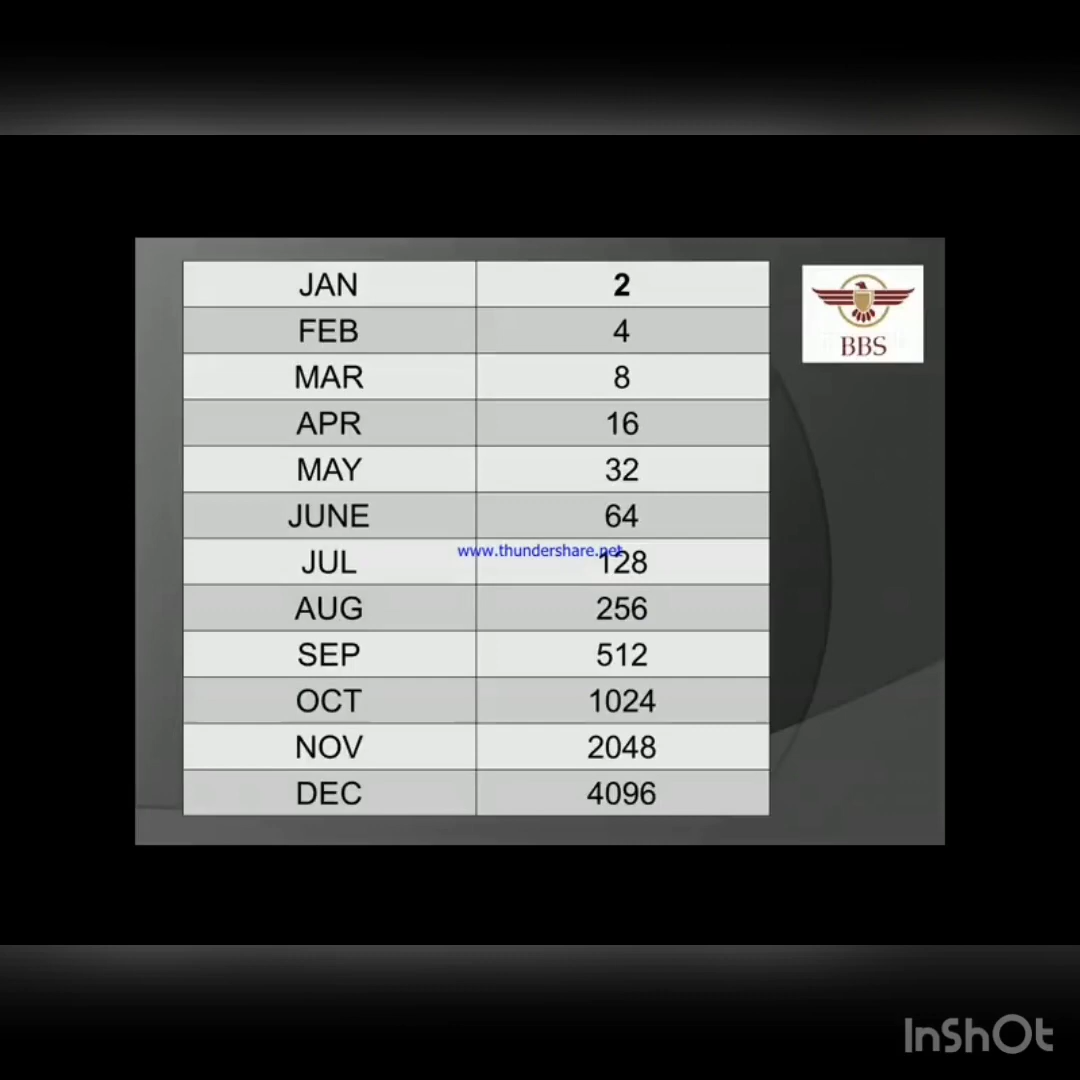 JAN 2
FEB 4
MAR 8
APR 16
MAY 32
JUNE 64
www.thundershare.net
JUL 128
AUG 256
SEP 512
OCT 1024
NOV 2048
DEC 4096
BBS
InShOt